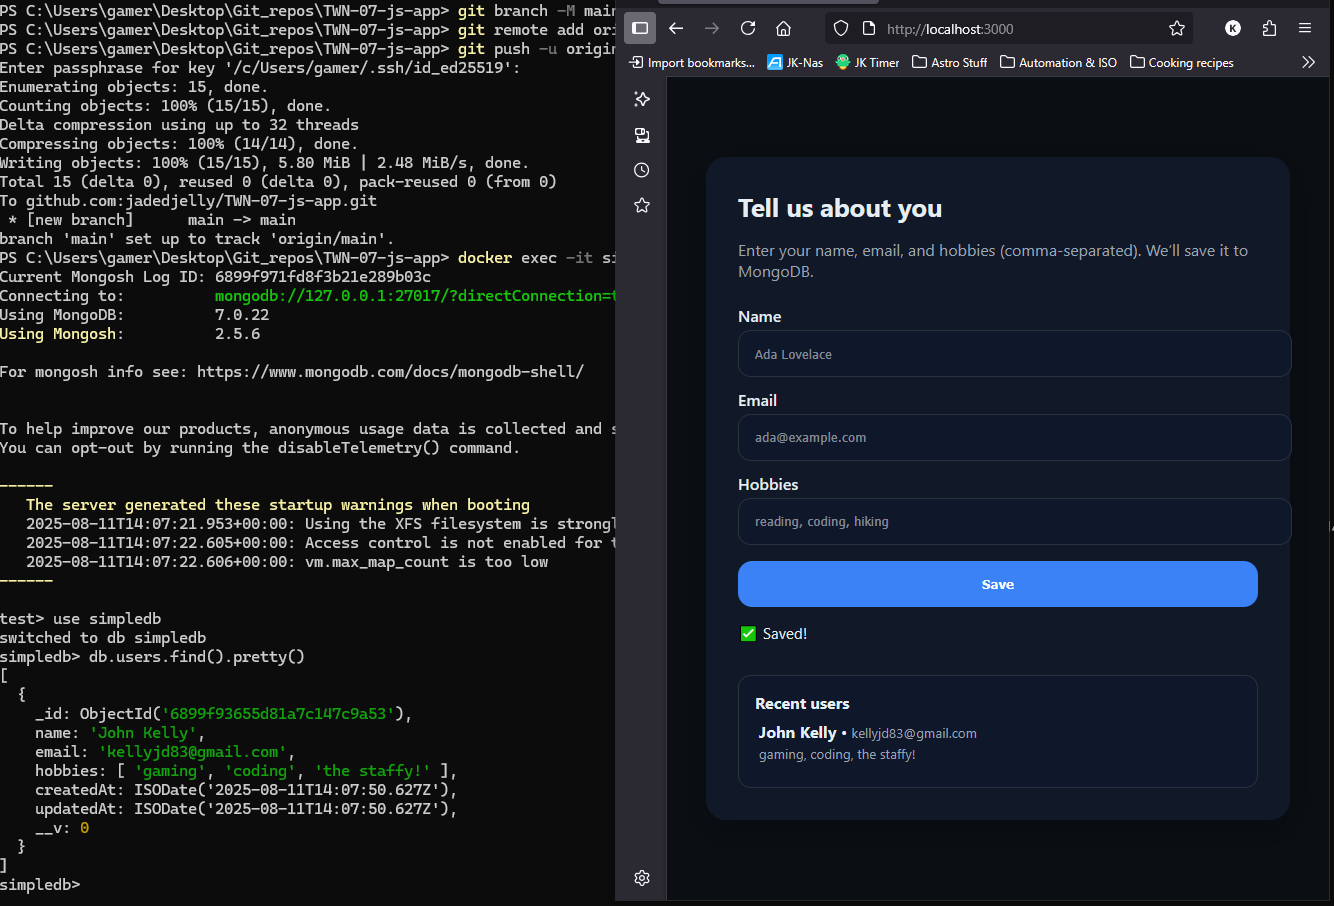 PS C:\Users\gamer\Desktop\Git_repos\TWN-07-js-app> git branch -M main
PS C:\Users\gamer\Desktop\Git_repos\TWN-07-js-app> git remote add ori
PS C:\Users\gamer\Desktop\Git_repos\TWN-07-js-app> git push -u origin
Enter passphrase for key '/c/Users/gamer/.ssh/id_ed25519':
Enumerating objects: 15, done.
Counting objects: 100% (15/15), done.
Delta compression using up to 32 threads
Compressing objects: 100% (14/14), done.
Writing objects: 100% (15/15), 5.80 MiB | 2.48 MiB/s, done.
Total 15 (delta 0), reused 0 (delta 0), pack-reused 0 (from 0)
To github.com:jadedjelly/TWN-07-js-app.git
 * [new branch]      main -> main
branch 'main' set up to track 'origin/main'.
PS C:\Users\gamer\Desktop\Git_repos\TWN-07-js-app> docker exec -it si
Current Mongosh Log ID: 6899f971fd8f3b21e289b03c
Connecting to:          mongodb://127.0.0.1:27017/?directConnection=t
Using MongoDB:          7.0.22
Using Mongosh:          2.5.6
For mongosh info see: https://www.mongodb.com/docs/mongodb-shell/
To help improve our products, anonymous usage data is collected and s
You can opt-out by running the disableTelemetry() command.
------
   The server generated these startup warnings when booting
   2025-08-11T14:07:21.953+00:00: Using the XFS filesystem is strongl
   2025-08-11T14:07:22.605+00:00: Access control is not enabled for t
   2025-08-11T14:07:22.606+00:00: vm.max_map_count is too low
------
test> use simpledb
switched to db simpledb
simpledb> db.users.find().pretty()
[
  {
    _id: ObjectId('6899f93655d81a7c147c9a53'),
    name: 'John Kelly',
    email: 'kellyjd83@gmail.com',
    hobbies: [ 'gaming', 'coding', 'the staffy!' ],
    createdAt: ISODate('2025-08-11T14:07:50.627Z'),
    updatedAt: ISODate('2025-08-11T14:07:50.627Z'),
    __v: 0
  }
]
simpledb>
http://localhost:3000
K
Import bookmarks... JK-Nas JK Timer Astro Stuff Automation & ISO Cooking recipes
Tell us about you
Enter your name, email, and hobbies (comma-separated). We’ll save it to
MongoDB.
Name
Ada Lovelace
Email
ada@example.com
Hobbies
reading, coding, hiking
Save
✅ Saved!
Recent users
John Kelly • kellyjd83@gmail.com
gaming, coding, the staffy!